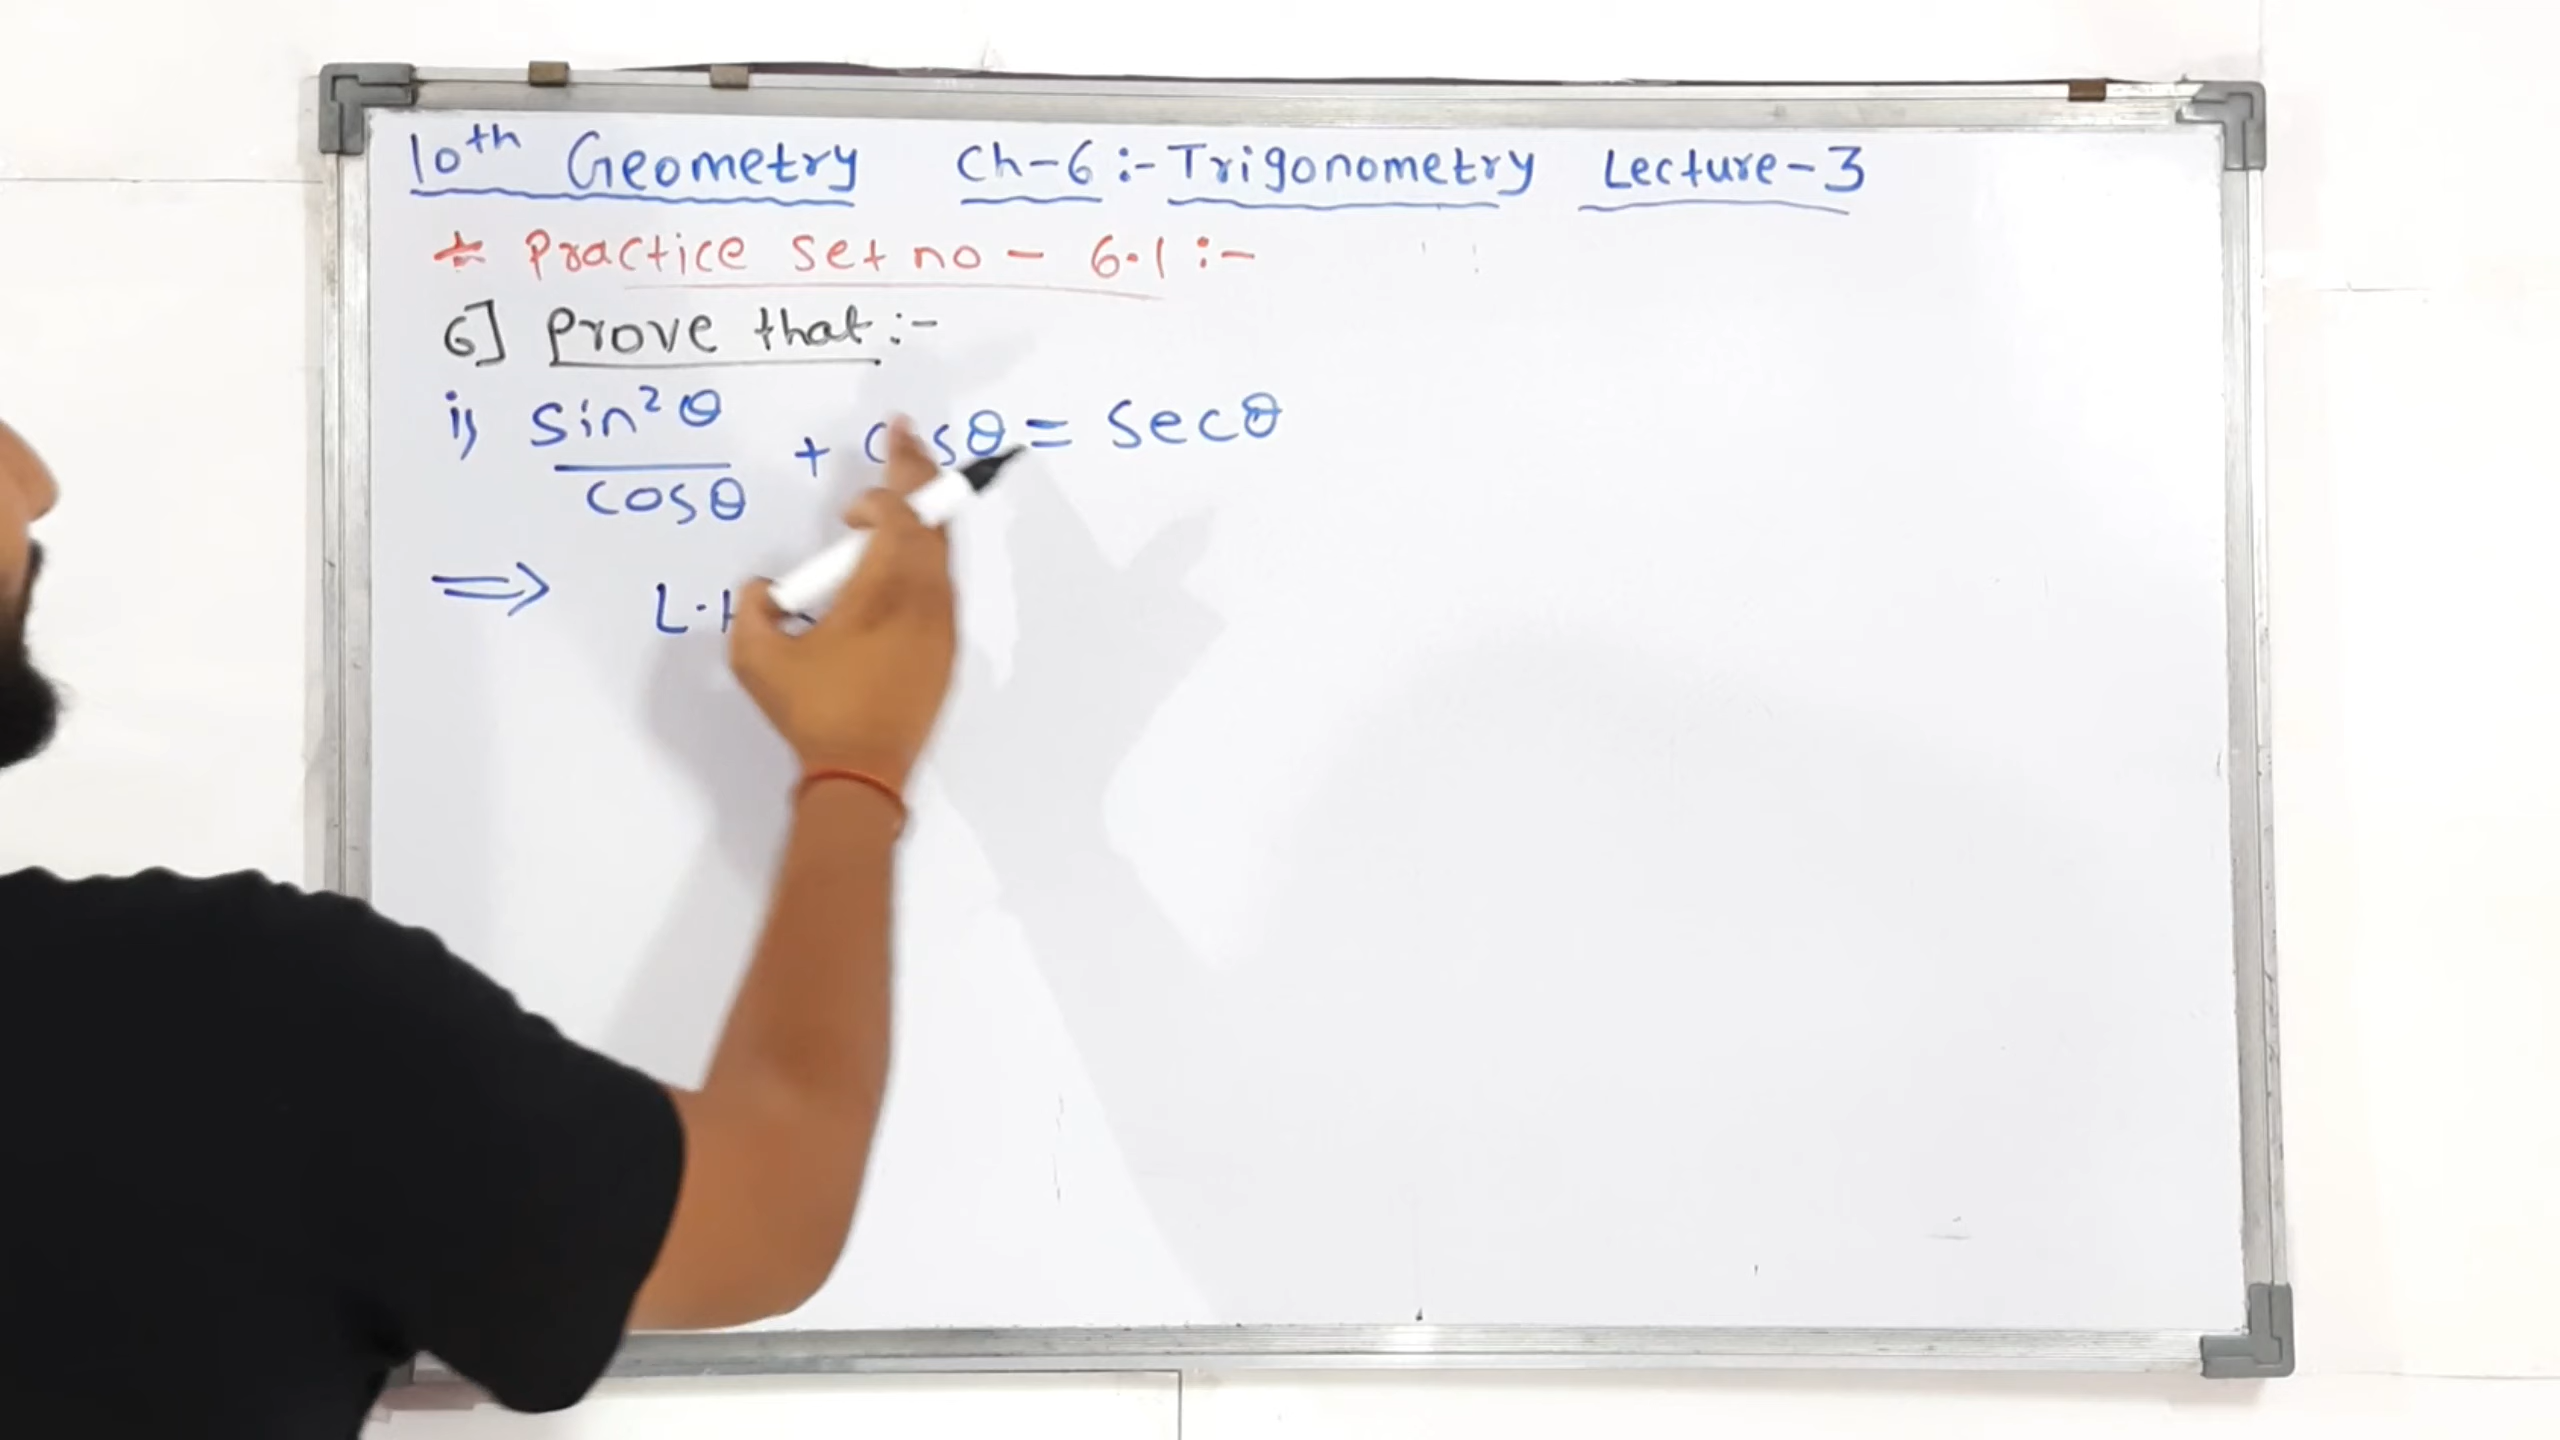 10th Geometry Ch-6:- Trigonometry Lecture-3
* Practice set no - 6.1 :-
6] Prove that :-
i) sin²θ/cosθ + cosθ = secθ
⇒ L.H